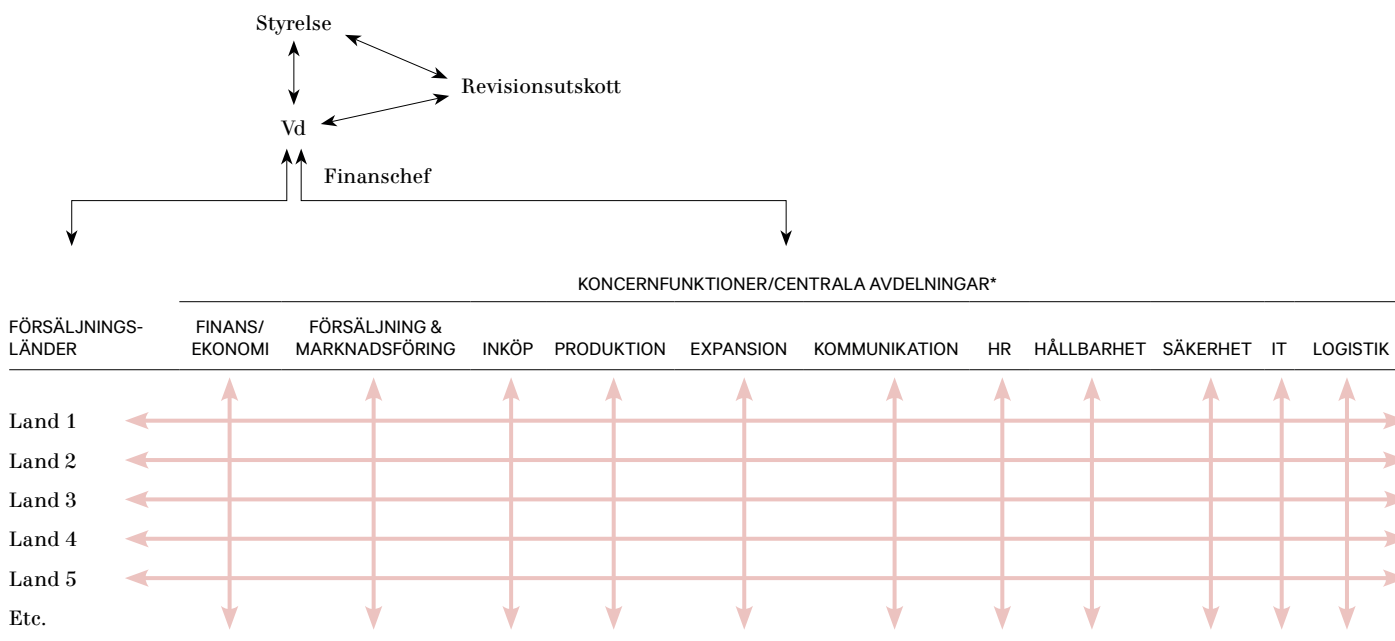 Styrelse
Revisionsutskott
Vd
Finanschef
KONCERNFUNKTIONER/CENTRALA AVDELNINGAR*
FÖRSÄLJNINGS-
LÄNDER
FINANS/
EKONOMI
FÖRSÄLJNING &
MARKNADSFÖRING
INKÖP
PRODUKTION
EXPANSION
KOMMUNIKATION
HR
HÅLLBARHET
SÄKERHET
IT
LOGISTIK
Land 1
Land 2
Land 3
Land 4
Land 5
Etc.